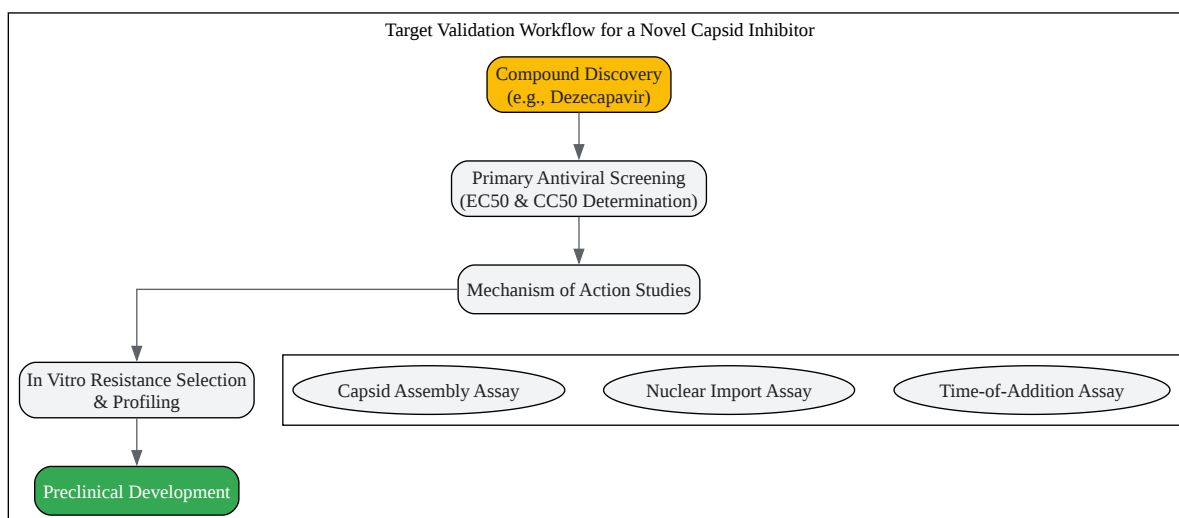 Target Validation Workflow for a Novel Capsid Inhibitor
Compound Discovery
(e.g., Dezecapavir)
Primary Antiviral Screening
(EC50 & CC50 Determination)
Mechanism of Action Studies
In Vitro Resistance Selection
& Profiling
Capsid Assembly Assay
Nuclear Import Assay
Time-of-Addition Assay
Preclinical Development